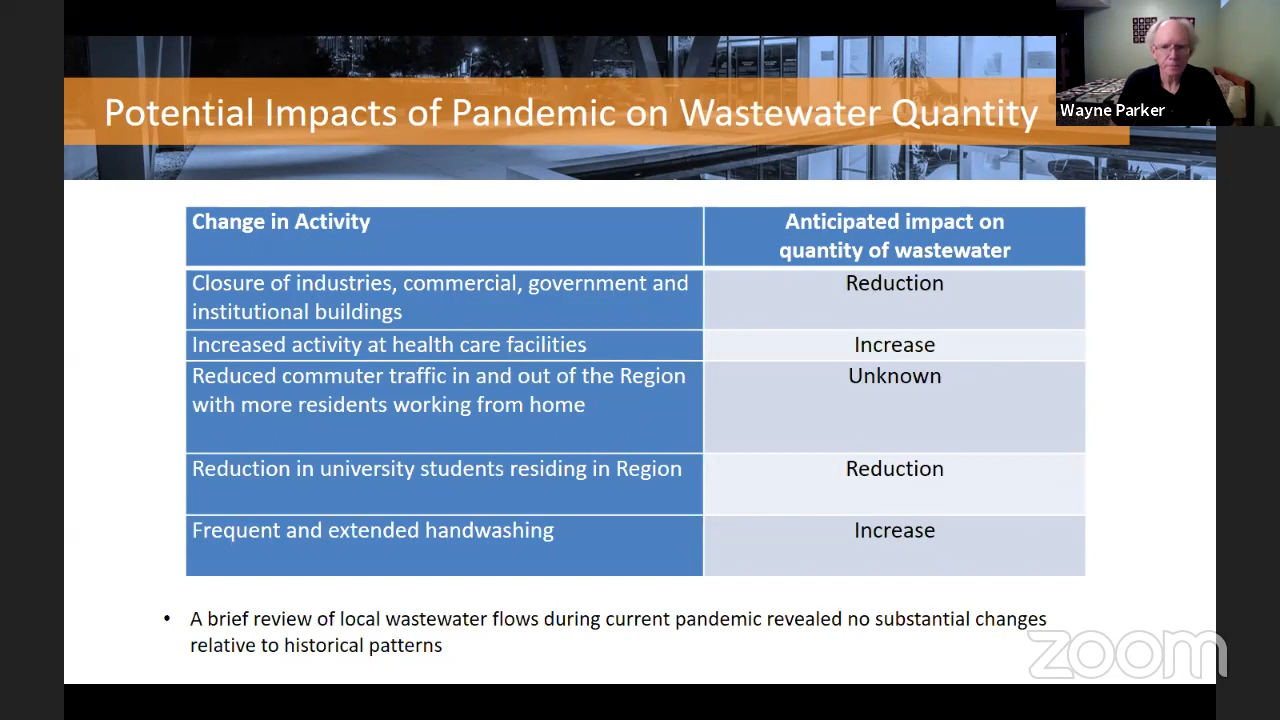 Potential Impacts of Pandemic on Wastewater Quantity
Wayne Parker
Change in Activity
Anticipated impact on
quantity of wastewater
Closure of industries, commercial, government and
institutional buildings
Reduction
Increased activity at health care facilities
Increase
Reduced commuter traffic in and out of the Region
with more residents working from home
Unknown
Reduction in university students residing in Region
Reduction
Frequent and extended handwashing
Increase
• A brief review of local wastewater flows during current pandemic revealed no substantial changes
relative to historical patterns
zoom